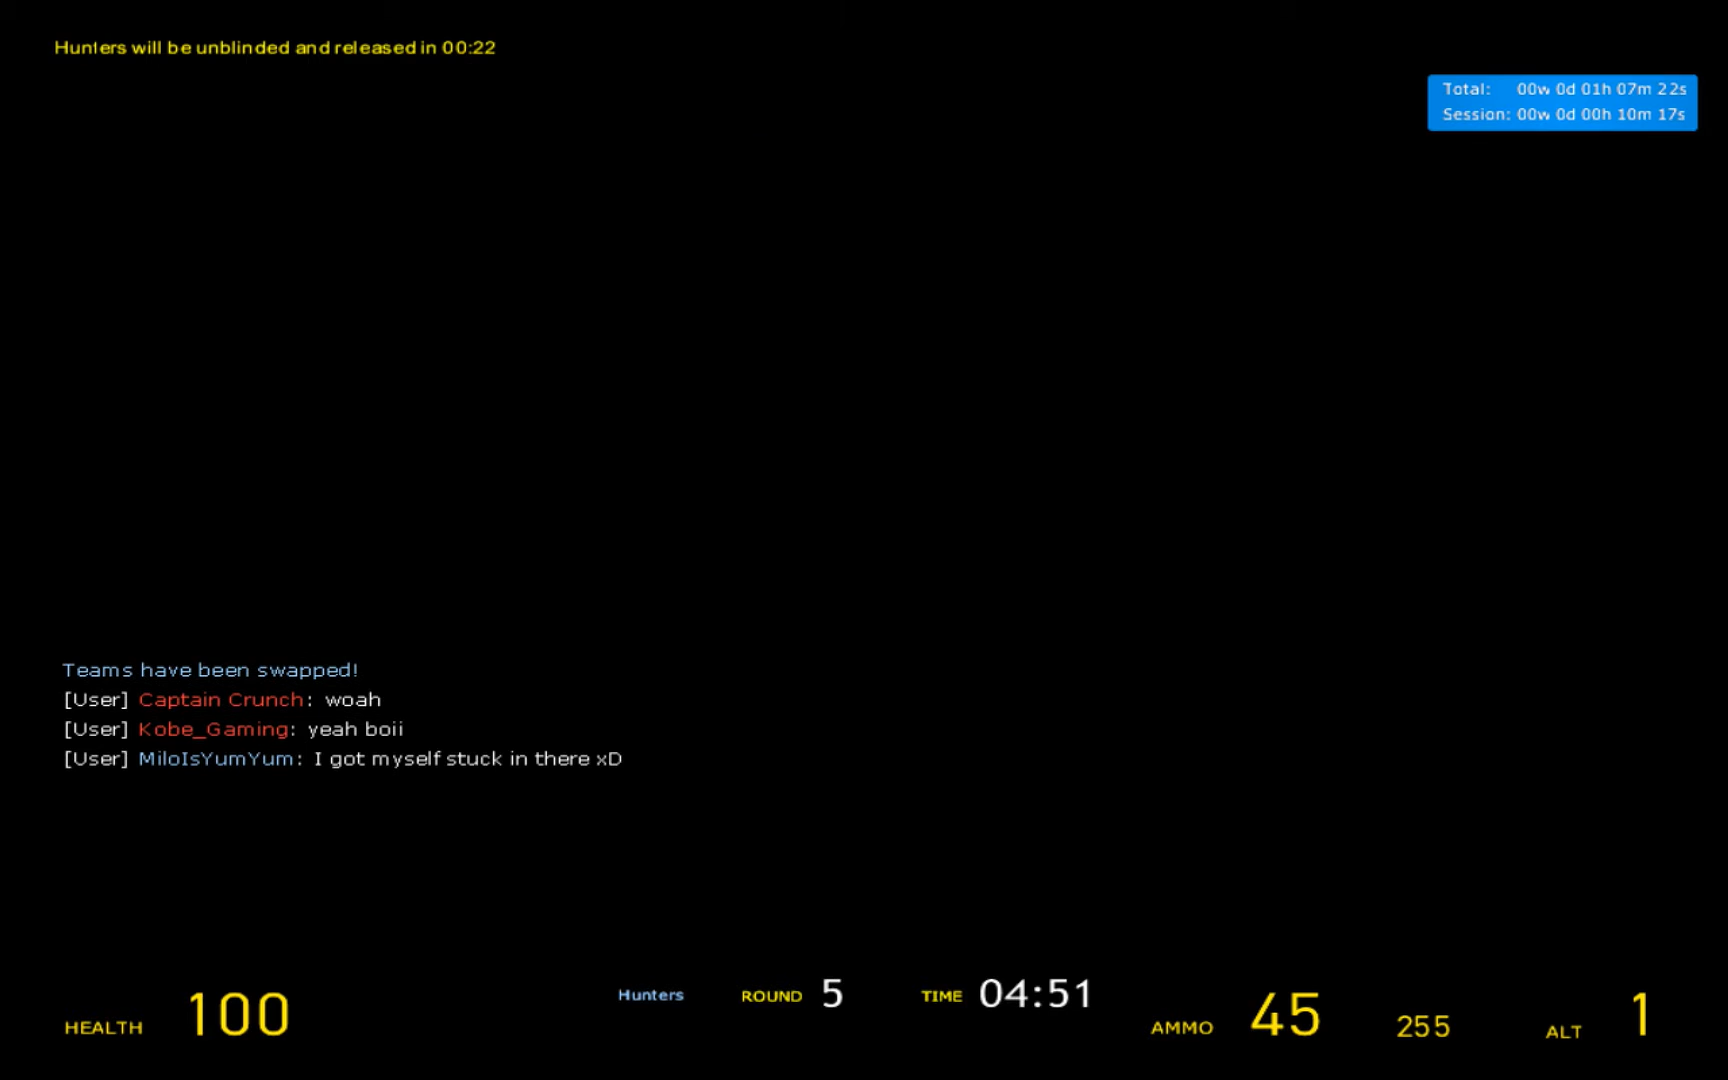 Hunters will be unblinded and released in 00:22
Total: 00w 0d 01h 07m 22s
Session: 00w 0d 00h 10m 17s
Teams have been swapped!
[User] Captain Crunch: woah
[User] Kobe_Gaming: yeah boii
[User] MiloIsYumYum: I got myself stuck in there xD
HEALTH 100 Hunters ROUND 5 TIME 04:51 AMMO 45 255 ALT 1